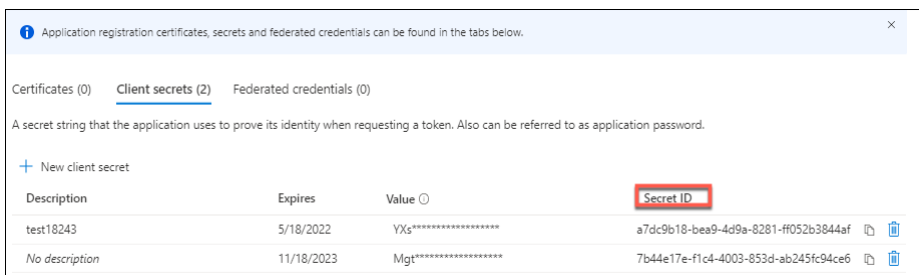 Application registration certificates, secrets and federated credentials can be found in the tabs below.
Certificates (0) Client secrets (2) Federated credentials (0)
A secret string that the application uses to prove its identity when requesting a token. Also can be referred to as application password.
New client secret
Description Expires Value Secret ID
test18243 5/18/2022 YXs****************** a7dc9b18-bea9-4d9a-8281-ff052b3844af
No description 11/18/2023 Mgt****************** 7b44e17e-f1c4-4003-853d-ab245fc94ce6